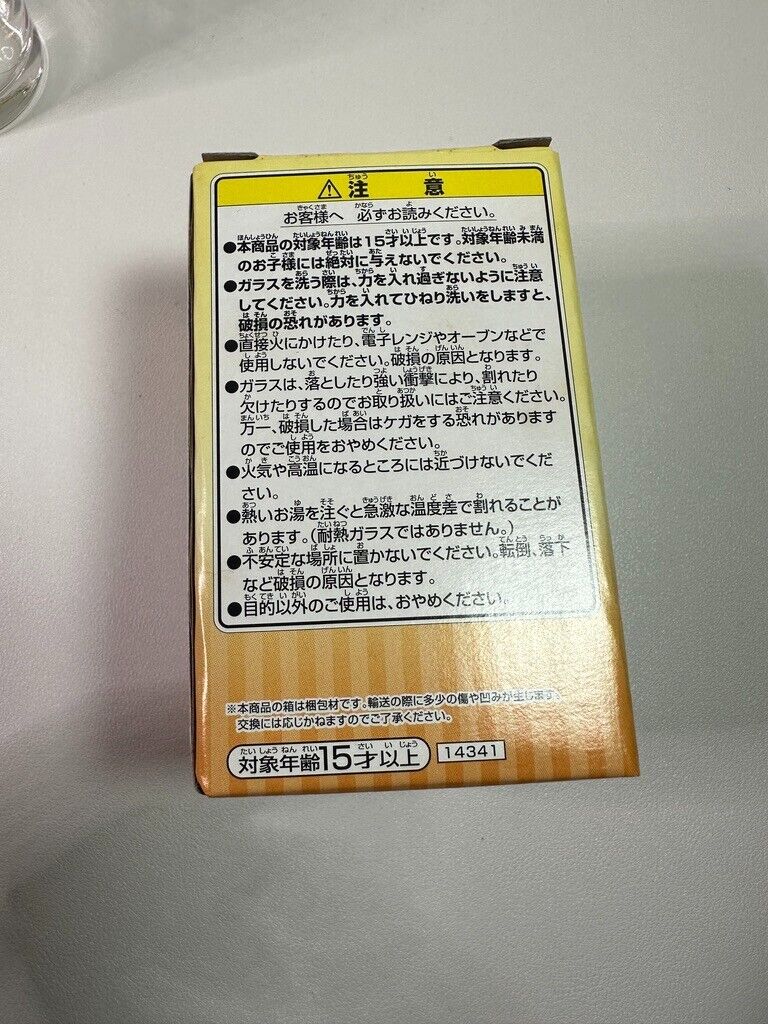 ⚠注意
お客様へ 必ずお読みください。
●本商品の対象年齢は15才以上です。対象年齢未満
のお子様には絶対に与えないでください。
●ガラスを洗う際は、力を入れ過ぎないように注意
してください。力を入れてひねり洗いをしますと、
破損の恐れがあります。
●直接火にかけたり、電子レンジやオーブンなどで
使用しないでください。破損の原因となります。
●ガラスは、落としたり強い衝撃により、割れたり
欠けたりするのでお取り扱いにはご注意ください。
万一、破損した場合はケガをする恐れがあります
のでご使用をおやめください。
●火気や高温になるところには近づけないでくだ
さい。
●熱いお湯を注ぐと急激な温度差で割れることが
あります。(耐熱ガラスではありません。)
●不安定な場所に置かないでください。転倒、落下
など破損の原因となります。
●目的以外のご使用は、おやめください。
※本商品の箱は梱包材です。輸送の際に多少の傷や凹みが生じます。
交換には応じかねますのでご了承ください。
対象年齢15才以上 14341